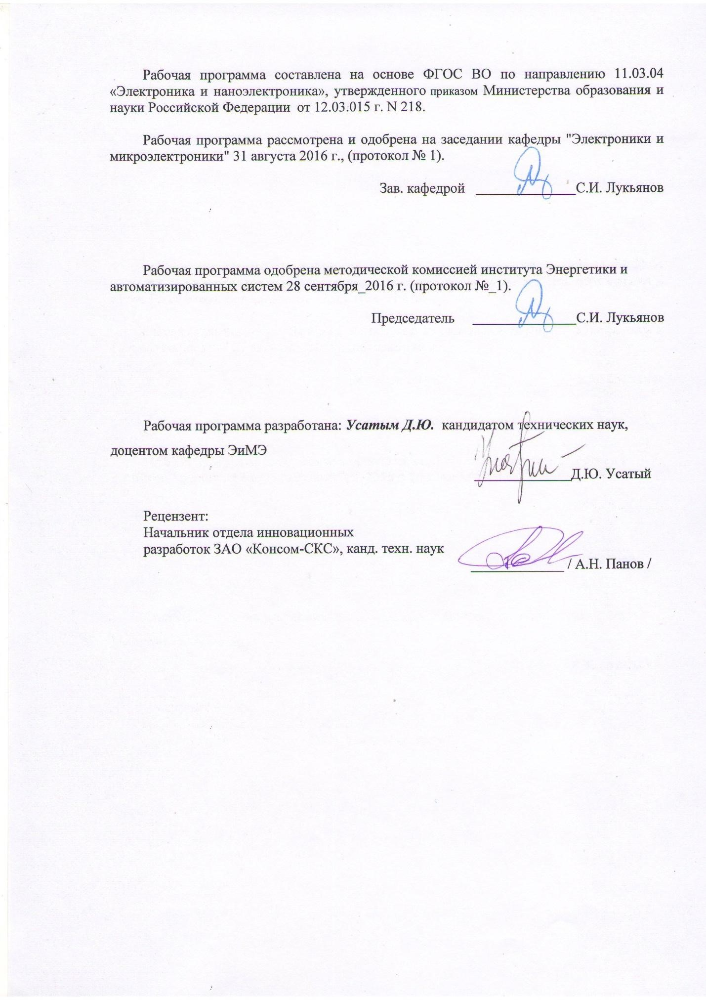 Рабочая программа составлена на основе ФГОС ВО по направлению 11.03.04
«Электроника и наноэлектроника», утвержденного приказом Министерства образования и
науки Российской Федерации от 12.03.015 г. N 218.
Рабочая программа рассмотрена и одобрена на заседании кафедры "Электроники и
микроэлектроники" 31 августа 2016 г., (протокол № 1).
Зав. кафедрой ______________С.И. Лукьянов
Рабочая программа одобрена методической комиссией института Энергетики и
автоматизированных систем 28 сентября_2016 г. (протокол №_1).
Председатель ______________С.И. Лукьянов
Рабочая программа разработана: Усатым Д.Ю. кандидатом технических наук,
доцентом кафедры ЭиМЭ
______________Д.Ю. Усатый
Рецензент:
Начальник отдела инновационных
разработок ЗАО «Консом-СКС», канд. техн. наук
_____________ / А.Н. Панов /